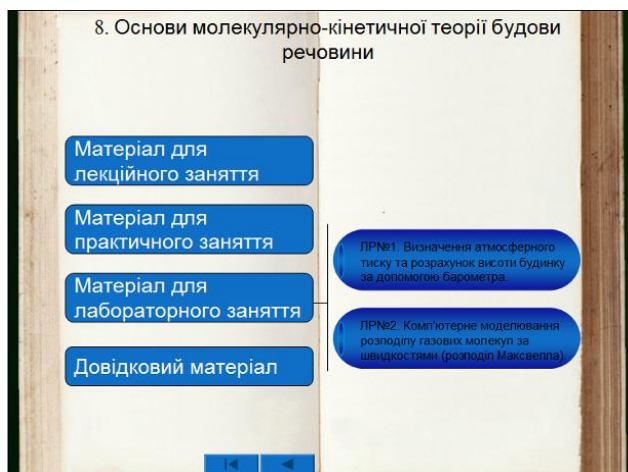 8. Основи молекулярно-кінетичної теорії будови
речовини
Матеріал для
лекційного заняття
Матеріал для
практичного заняття
Матеріал для
лабораторного заняття
Довідковий матеріал
ЛР№1. Визначення атмосферного
тиску та розрахунок висоти будинку
за допомогою барометра.
ЛР№2. Комп'ютерне моделювання
розподілу газових молекул за
швидкостями (розподіл Максвелла).